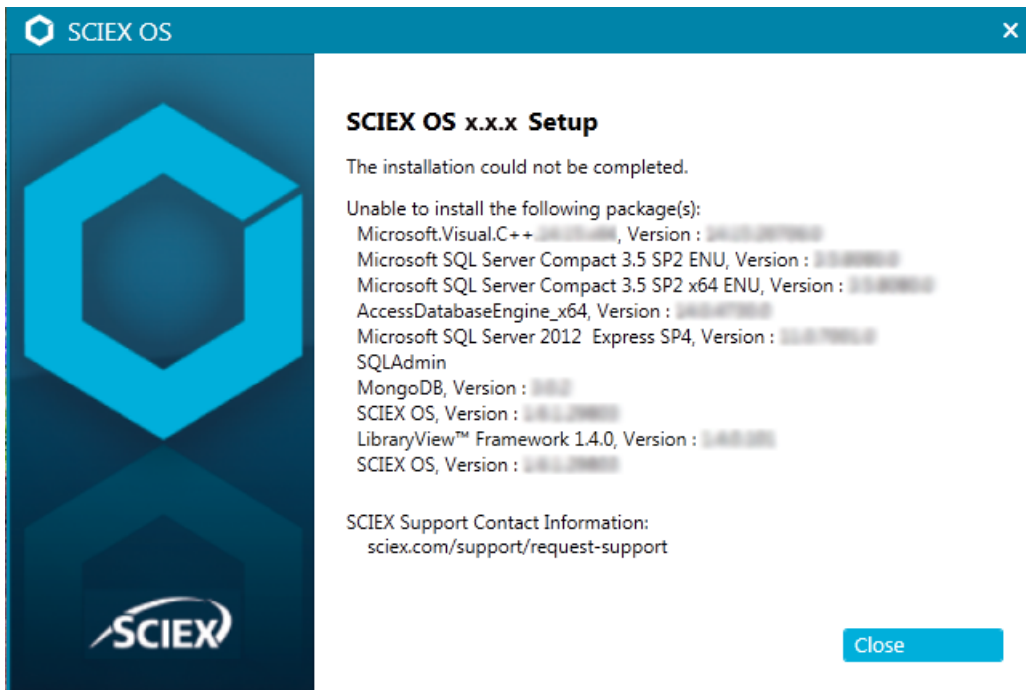 SCIEX OS
SCIEX OS x.x.x Setup
The installation could not be completed.
Unable to install the following package(s):
Microsoft.Visual.C++ , Version :
Microsoft SQL Server Compact 3.5 SP2 ENU, Version :
Microsoft SQL Server Compact 3.5 SP2 x64 ENU, Version :
AccessDatabaseEngine_x64, Version :
Microsoft SQL Server 2012 Express SP4, Version :
SQLAdmin
MongoDB, Version :
SCIEX OS, Version :
LibraryView™ Framework 1.4.0, Version :
SCIEX OS, Version :
SCIEX Support Contact Information:
sciex.com/support/request-support
SCIEX
Close